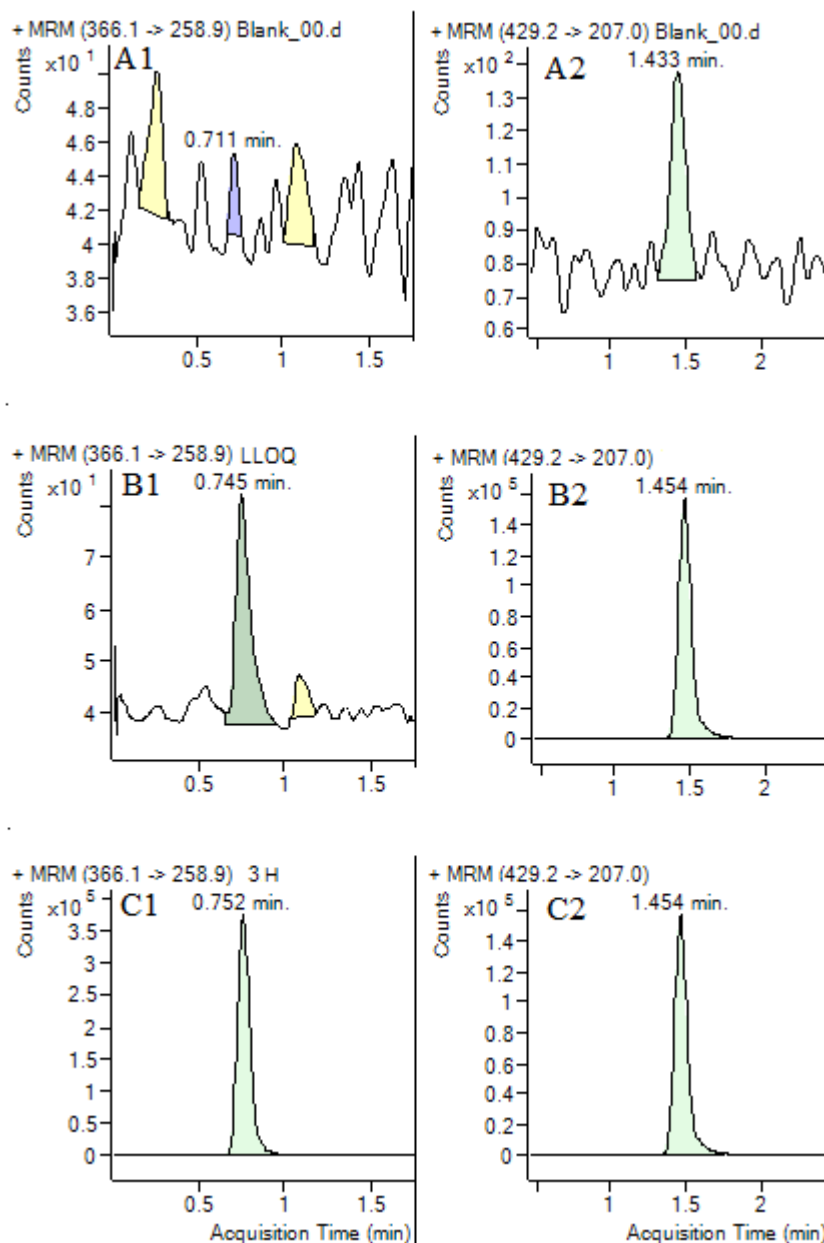 + MRM (366.1 -> 258.9) Blank_00.d
x10 1
A1
Counts
0.711 min.
4.8
4.6
4.4
4.2
4
3.8
3.6
0.5 1 1.5
+ MRM (429.2 -> 207.0) Blank_00.d
x10 2
A2
Counts
1.433 min.
1.3
1.2
1.1
1
0.9
0.8
0.7
0.6
1 1.5 2
+ MRM (366.1 -> 258.9) LLOQ
x10 1
B1
Counts
0.745 min.
7
6
5
4
0.5 1 1.5
+ MRM (429.2 -> 207.0)
x10 5
B2
Counts
1.454 min.
1.4
1.2
1
0.8
0.6
0.4
0.2
0
1 1.5 2
+ MRM (366.1 -> 258.9) 3 H
x10 5
C1
Counts
0.752 min.
3.5
3
2.5
2
1.5
1
0.5
0
0.5 1 1.5
Acquisition Time (min)
+ MRM (429.2 -> 207.0)
x10 5
C2
Counts
1.454 min.
1.4
1.2
1
0.8
0.6
0.4
0.2
0
1 1.5 2
Acquisition Time (min)